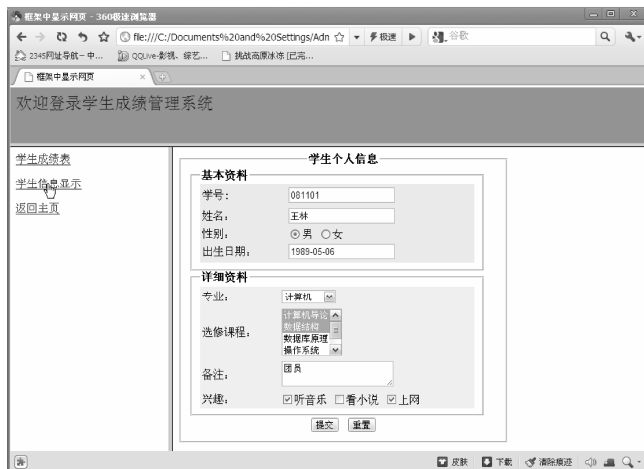 框架中显示网页 - 360极速浏览器
file:///C:/Documents%20and%20Settings/Adn 极速 谷歌
2345网址导航－中... QQLive-影视、综艺... 挑战高原冰冻 [已完...
框架中显示网页
欢迎登录学生成绩管理系统
学生成绩表
学生信息显示
返回主页
学生个人信息
基本资料
学号： 081101
姓名： 王林
性别： 男 女
出生日期： 1989-05-06
详细资料
专业： 计算机
选修课程： 计算机导论
数据结构
数据库原理
操作系统
备注： 团员
兴趣： 听音乐 看小说 上网
提交 重置
皮肤 下载 清除痕迹